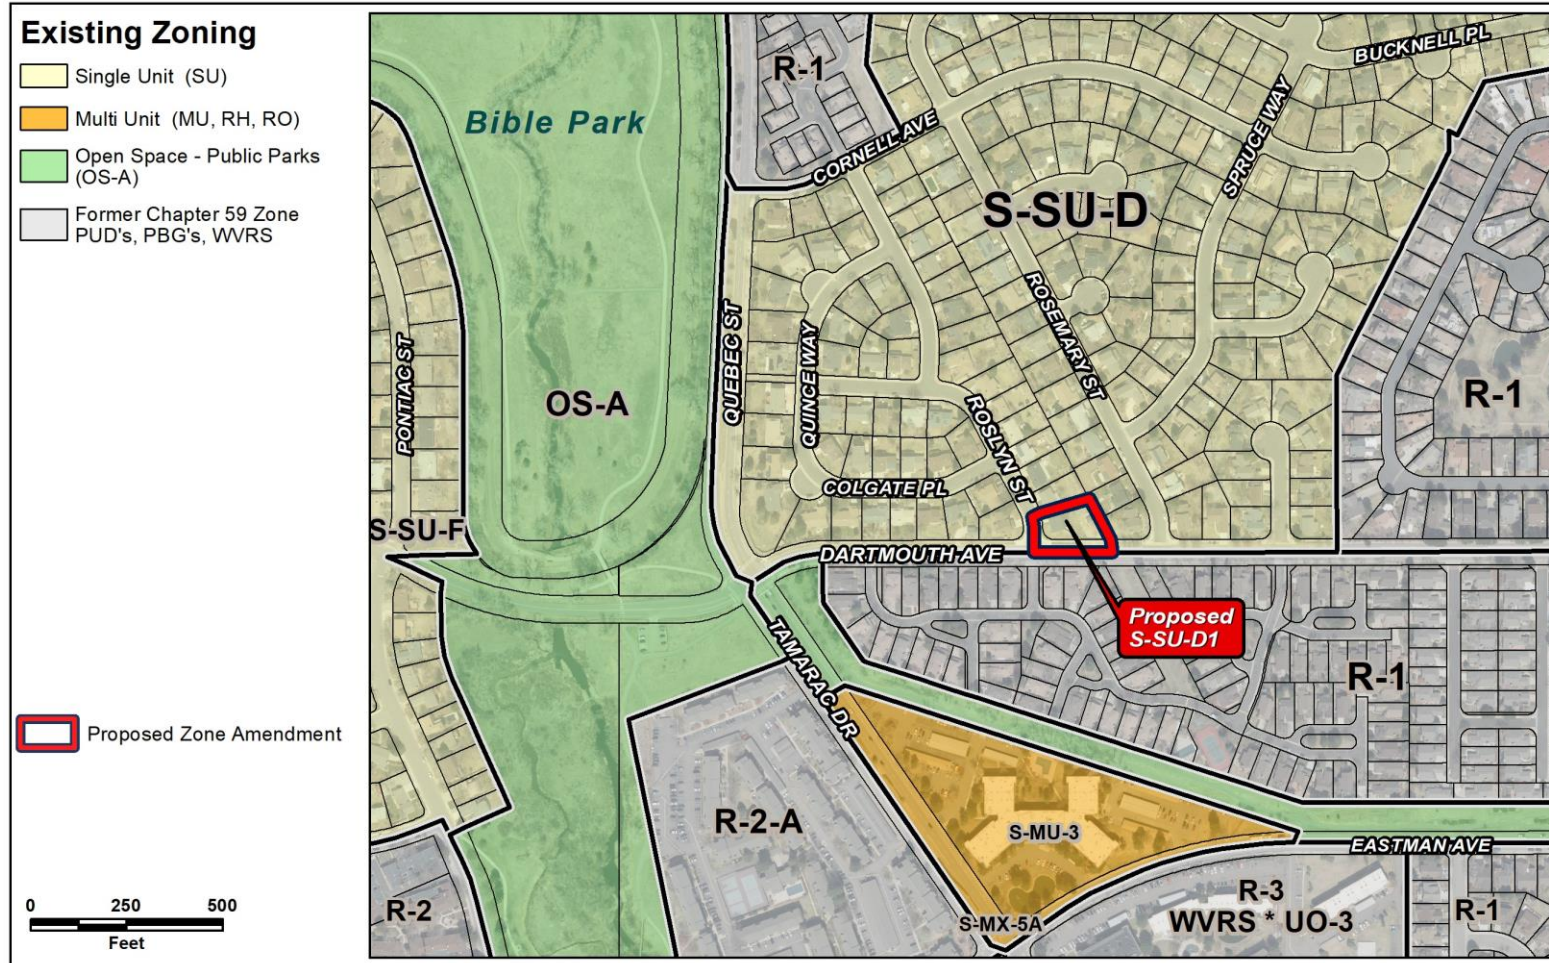 Existing Zoning
Single Unit (SU)
Multi Unit (MU, RH, RO)
Open Space - Public Parks
(OS-A)
Former Chapter 59 Zone
PUD's, PBG's, WVRS
Proposed Zone Amendment
0 250 500
Feet
Bible Park
R-1
BUCKNELL PL
CORNELL AVE
SPRUCE WAY
S-SU-D
PONTIAC ST
OS-A
QUEBEC ST
QUINCE WAY
ROSEMARY ST
ROSLYN ST
R-1
COLGATE PL
S-SU-F
DARTMOUTH AVE
Proposed
S-SU-D1
TAMARAC DR
R-1
R-2-A
S-MU-3
EASTMAN AVE
R-2
S-MX-5A
R-3
WVRS * UO-3
R-1